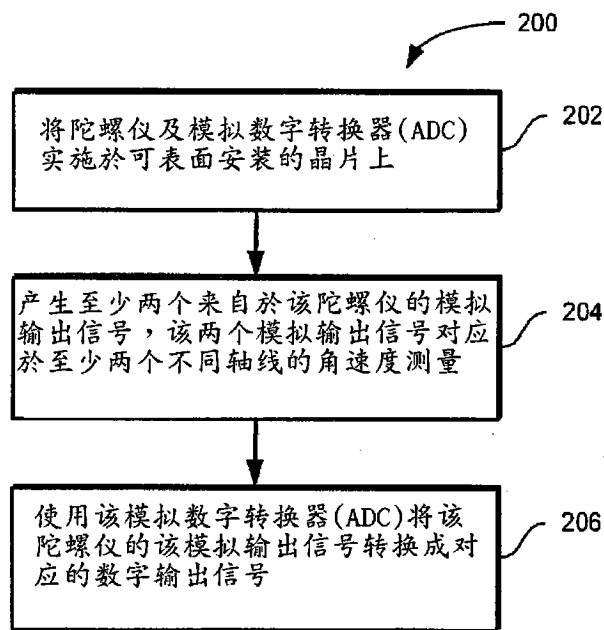 200
将陀螺仪及模拟数字转换器(ADC)
实施於可表面安装的晶片上
202
产生至少两个来自於该陀螺仪的模拟
输出信号，该两个模拟输出信号对应
於至少两个不同轴线的角速度测量
204
使用该模拟数字转换器(ADC)将该
陀螺仪的该模拟输出信号转换成对
应的数字输出信号
206